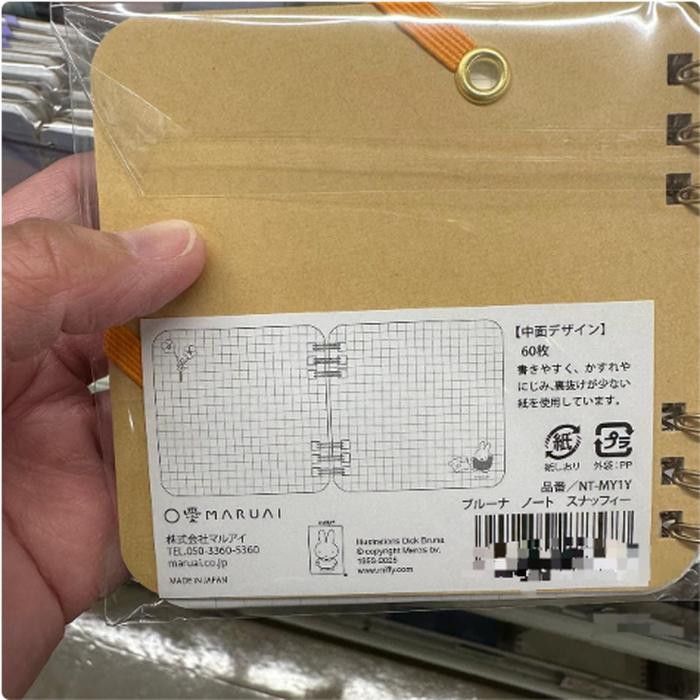 【中面デザイン】
60枚
書きやすく、かすれや
にじみ、裏抜けが少ない
紙を使用しています。
紙
プラ
紙しおり
外袋：PP
品番／NT-MY1Y
ブルーナ ノート スナッフィー
MARUAI
株式会社マルアイ
TEL.050-3360-5360
maruai.co.jp
MADE IN JAPAN
Illustrations Dick Bruna
© copyright Mercis bv,
1953-2025
www.miffy.com